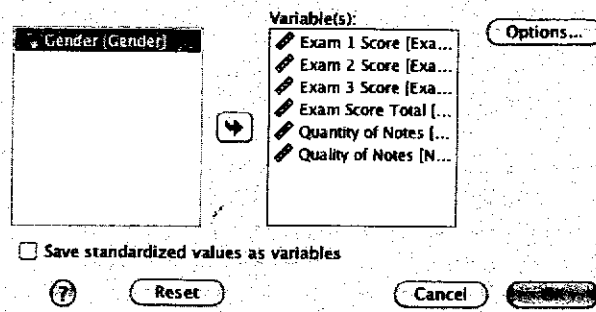 Variable(s):
Gender [Gender]
Exam 1 Score [Exa...
Exam 2 Score [Exa...
Exam 3 Score [Exa...
Exam Score Total [...
Quantity of Notes [...
Quality of Notes [N...
Options...
Save standardized values as variables
?
Reset
Cancel